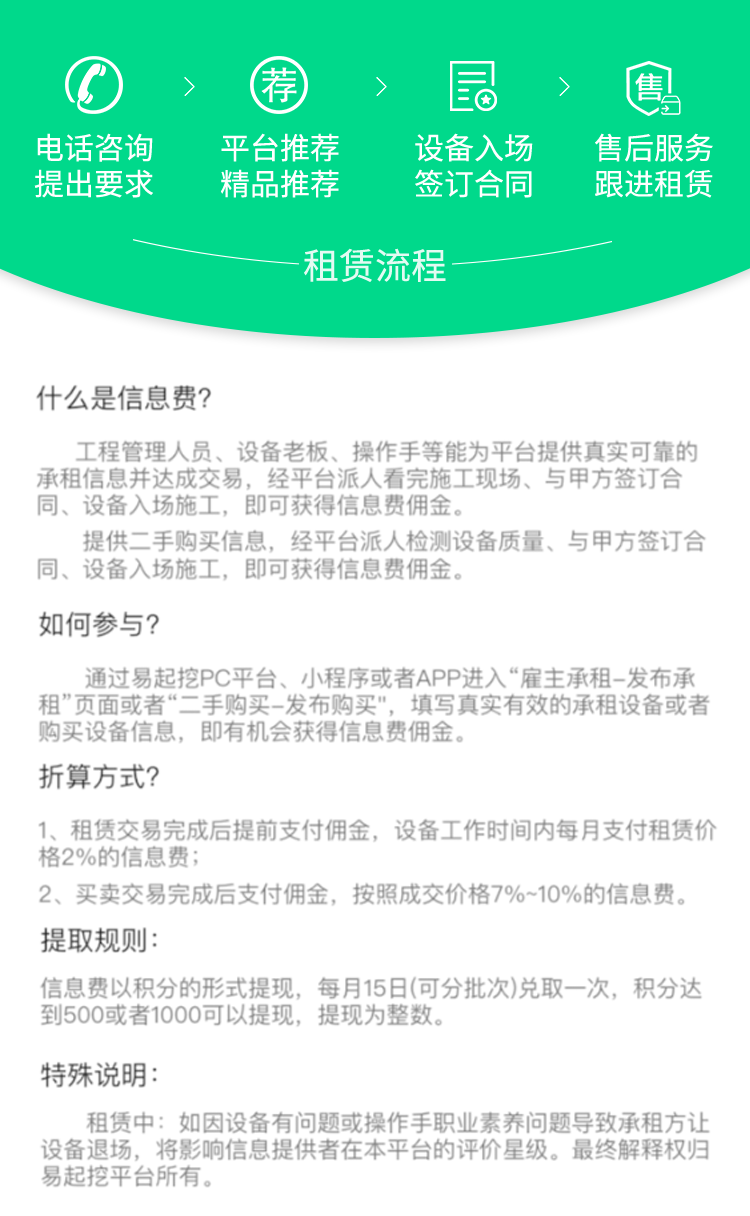 荐
售
电话咨询
提出要求
平台推荐
精品推荐
设备入场
签订合同
售后服务
跟进租赁
租赁流程
什么是信息费?
工程管理人员、设备老板、操作手等能为平台提供真实可靠的
承租信息并达成交易，经平台派人看完施工现场、与甲方签订合
同、设备入场施工，即可获得信息费佣金。
提供二手购买信息，经平台派人检测设备质量、与甲方签订合
同、设备入场施工，即可获得信息费佣金。
如何参与?
通过易起挖PC平台、小程序或者APP进入“雇主承租-发布承
租”页面或者“二手购买-发布购买"，填写真实有效的承租设备或者
购买设备信息，即有机会获得信息费佣金。
折算方式?
1、租赁交易完成后提前支付佣金，设备工作时间内每月支付租赁价
格2%的信息费；
2、买卖交易完成后支付佣金，按照成交价格7%~10%的信息费。
提取规则：
信息费以积分的形式提现，每月15日(可分批次)兑取一次，积分达
到500或者1000可以提现，提现为整数。
特殊说明：
租赁中：如因设备有问题或操作手职业素养问题导致承租方让
设备退场，将影响信息提供者在本平台的评价星级。最终解释权归
易起挖平台所有。